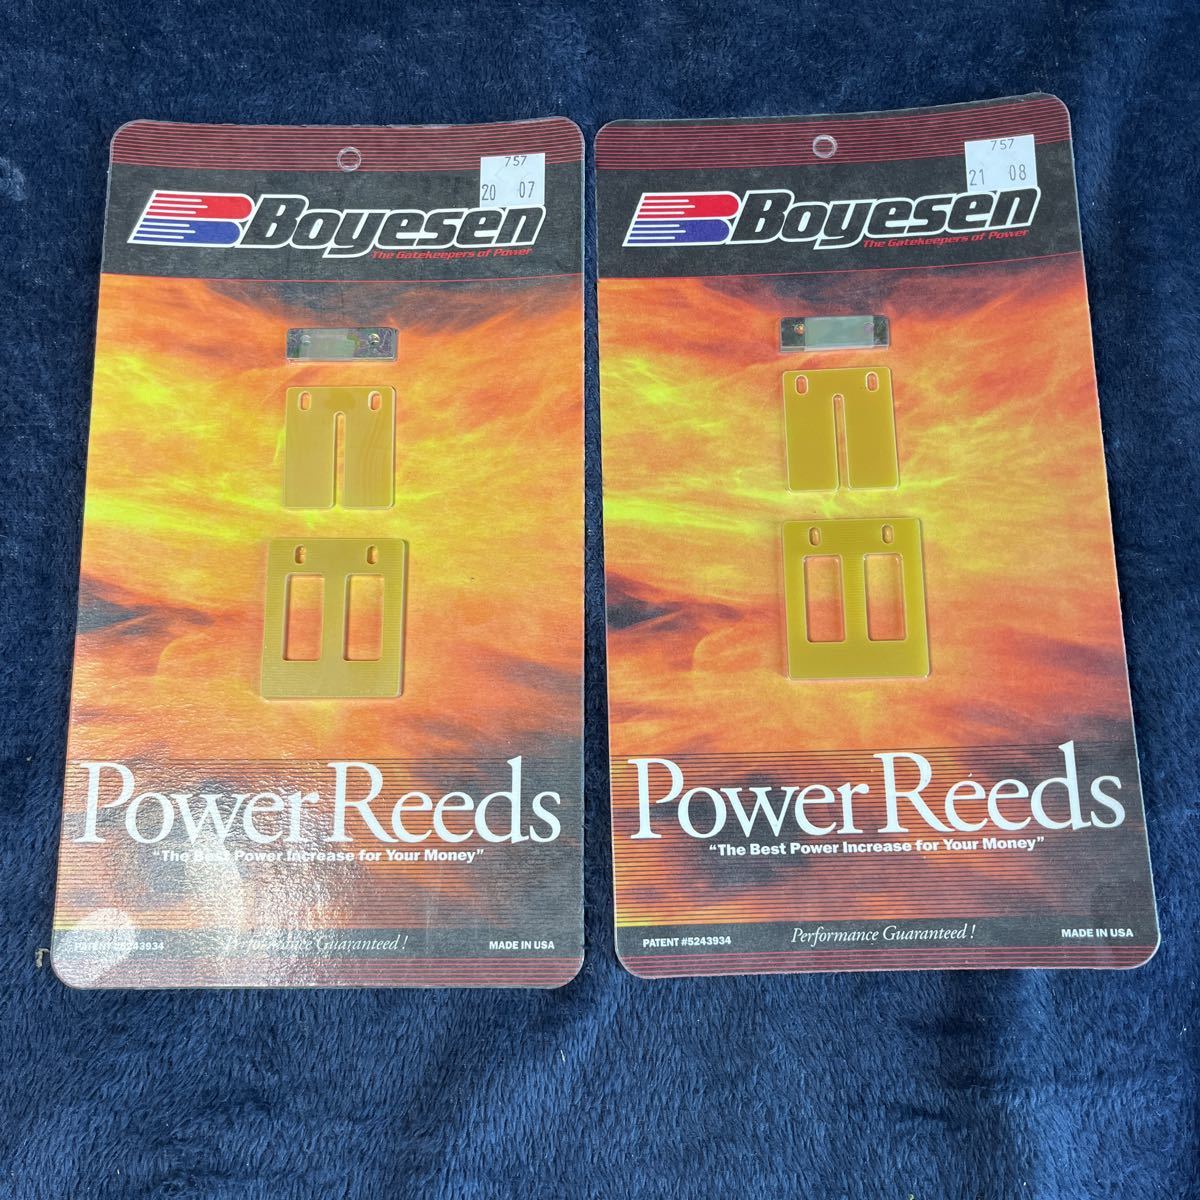 757
20 07
Boyesen
The Gatekeepers of Power
Power Reeds
"The Best Power Increase for Your Money"
PATENT #5243934
Performance Guaranteed !
MADE IN USA
757
21 08
Boyesen
The Gatekeepers of Power
Power Reeds
"The Best Power Increase for Your Money"
PATENT #5243934
Performance Guaranteed !
MADE IN USA